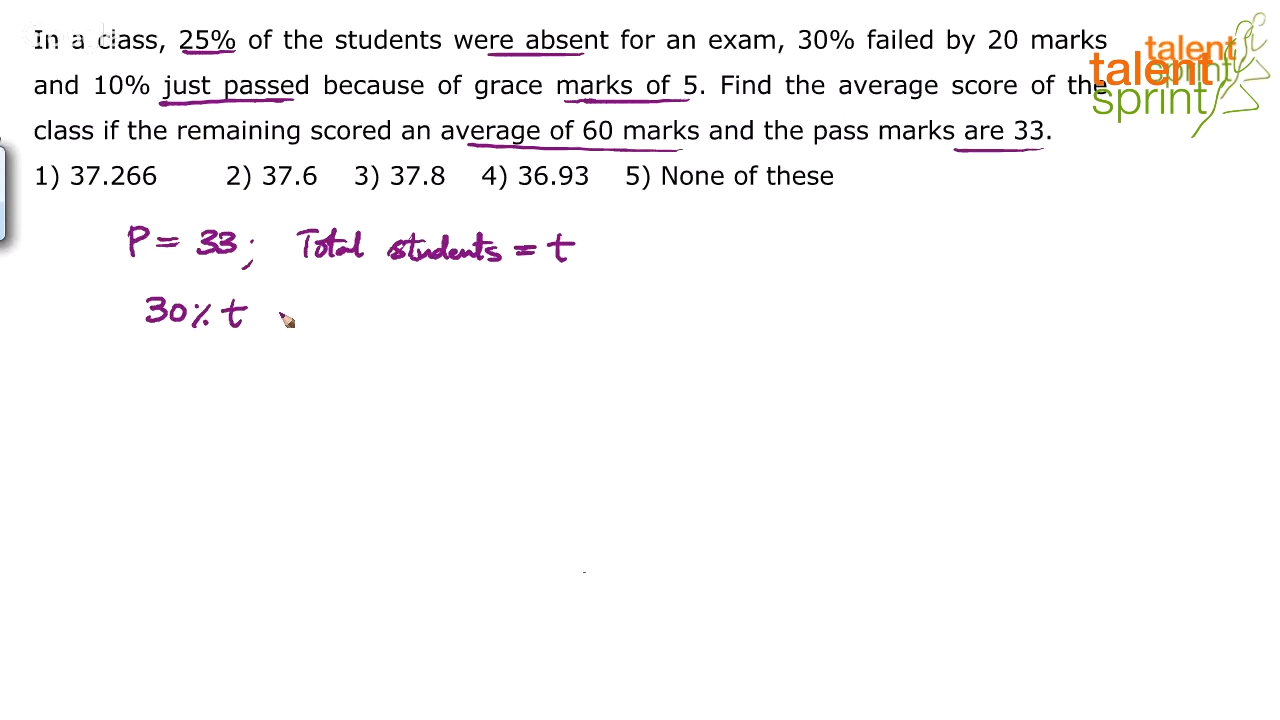 In a class, 25% of the students were absent for an exam, 30% failed by 20 marks
and 10% just passed because of grace marks of 5. Find the average score of the
class if the remaining scored an average of 60 marks and the pass marks are 33.
1) 37.266 2) 37.6 3) 37.8 4) 36.93 5) None of these
talent
sprint
talent
sprint
P = 33; Total students = t
30% t